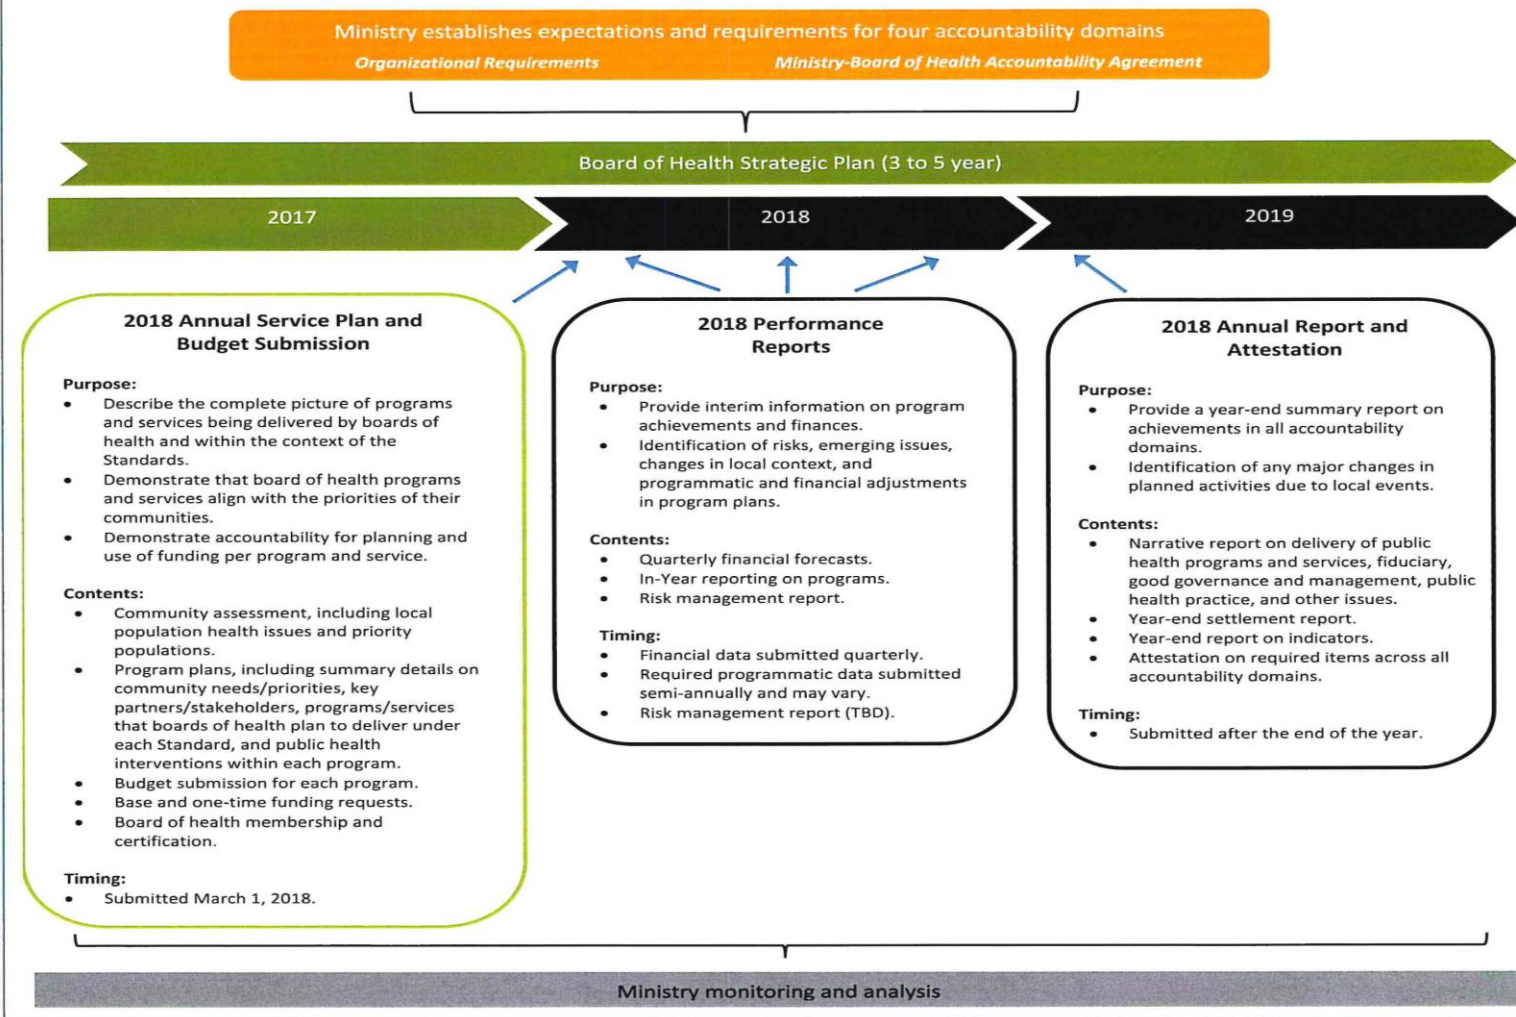 Ministry establishes expectations and requirements for four accountability domains
Organizational Requirements
Ministry-Board of Health Accountability Agreement
Board of Health Strategic Plan (3 to 5 year)
2017
2018
2019
2018 Annual Service Plan and
Budget Submission
Purpose:
• Describe the complete picture of programs
and services being delivered by boards of
health and within the context of the
Standards.
• Demonstrate that board of health programs
and services align with the priorities of their
communities.
• Demonstrate accountability for planning and
use of funding per program and service.
Contents:
• Community assessment, including local
population health issues and priority
populations.
• Program plans, including summary details on
community needs/priorities, key
partners/stakeholders, programs/services
that boards of health plan to deliver under
each Standard, and public health
interventions within each program.
• Budget submission for each program.
• Base and one-time funding requests.
• Board of health membership and
certification.
Timing:
• Submitted March 1, 2018.
2018 Performance
Reports
Purpose:
• Provide interim information on program
achievements and finances.
• Identification of risks, emerging issues,
changes in local context, and
programmatic and financial adjustments
in program plans.
Contents:
• Quarterly financial forecasts.
• In-Year reporting on programs.
• Risk management report.
Timing:
• Financial data submitted quarterly.
• Required programmatic data submitted
semi-annually and may vary.
• Risk management report (TBD).
2018 Annual Report and
Attestation
Purpose:
• Provide a year-end summary report on
achievements in all accountability
domains.
• Identification of any major changes in
planned activities due to local events.
Contents:
• Narrative report on delivery of public
health programs and services, fiduciary,
good governance and management, public
health practice, and other issues.
• Year-end settlement report.
• Year-end report on indicators.
• Attestation on required items across all
accountability domains.
Timing:
• Submitted after the end of the year.
Ministry monitoring and analysis